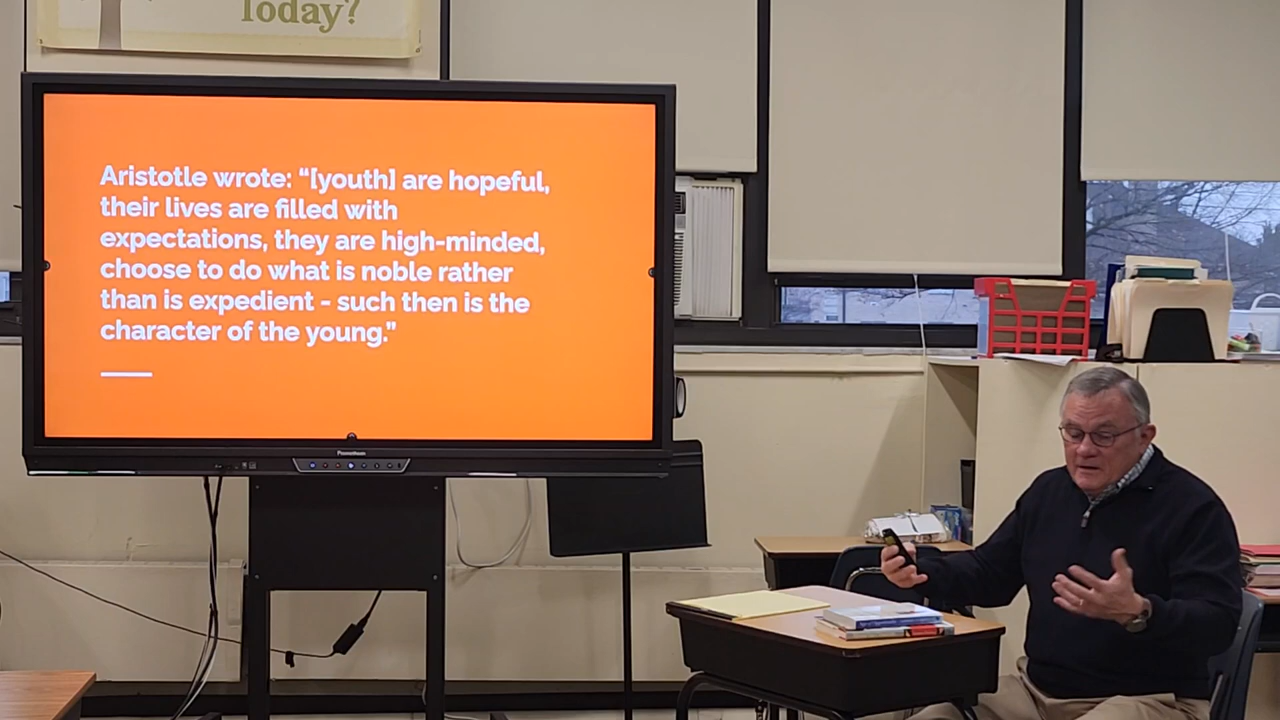 Today?
Aristotle wrote: “[youth] are hopeful,
their lives are filled with
expectations, they are high-minded,
choose to do what is noble rather
than is expedient - such then is the
character of the young.”
Promethean